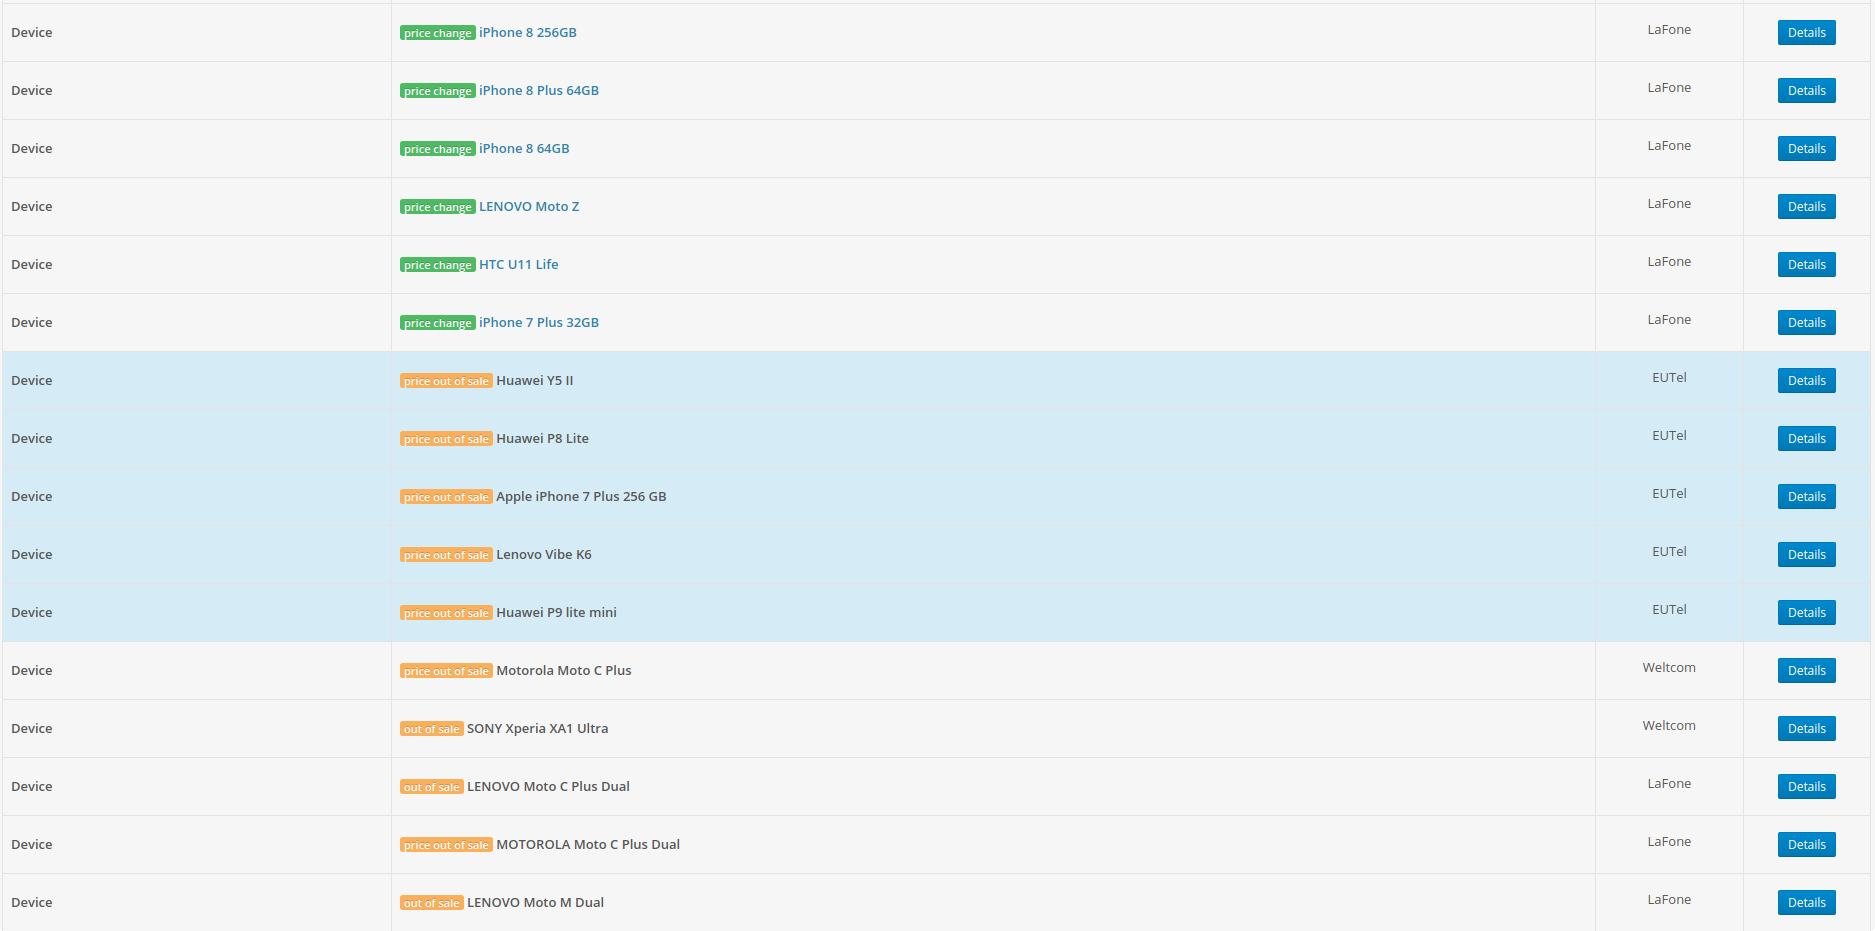 Device price change iPhone 8 256GB LaFone Details
Device price change iPhone 8 Plus 64GB LaFone Details
Device price change iPhone 8 64GB LaFone Details
Device price change LENOVO Moto Z LaFone Details
Device price change HTC U11 Life LaFone Details
Device price change iPhone 7 Plus 32GB LaFone Details
Device price out of sale Huawei Y5 II EUTel Details
Device price out of sale Huawei P8 Lite EUTel Details
Device price out of sale Apple iPhone 7 Plus 256 GB EUTel Details
Device price out of sale Lenovo Vibe K6 EUTel Details
Device price out of sale Huawei P9 lite mini EUTel Details
Device price out of sale Motorola Moto C Plus Weltcom Details
Device out of sale SONY Xperia XA1 Ultra Weltcom Details
Device out of sale LENOVO Moto C Plus Dual LaFone Details
Device price out of sale MOTOROLA Moto C Plus Dual LaFone Details
Device out of sale LENOVO Moto M Dual LaFone Details